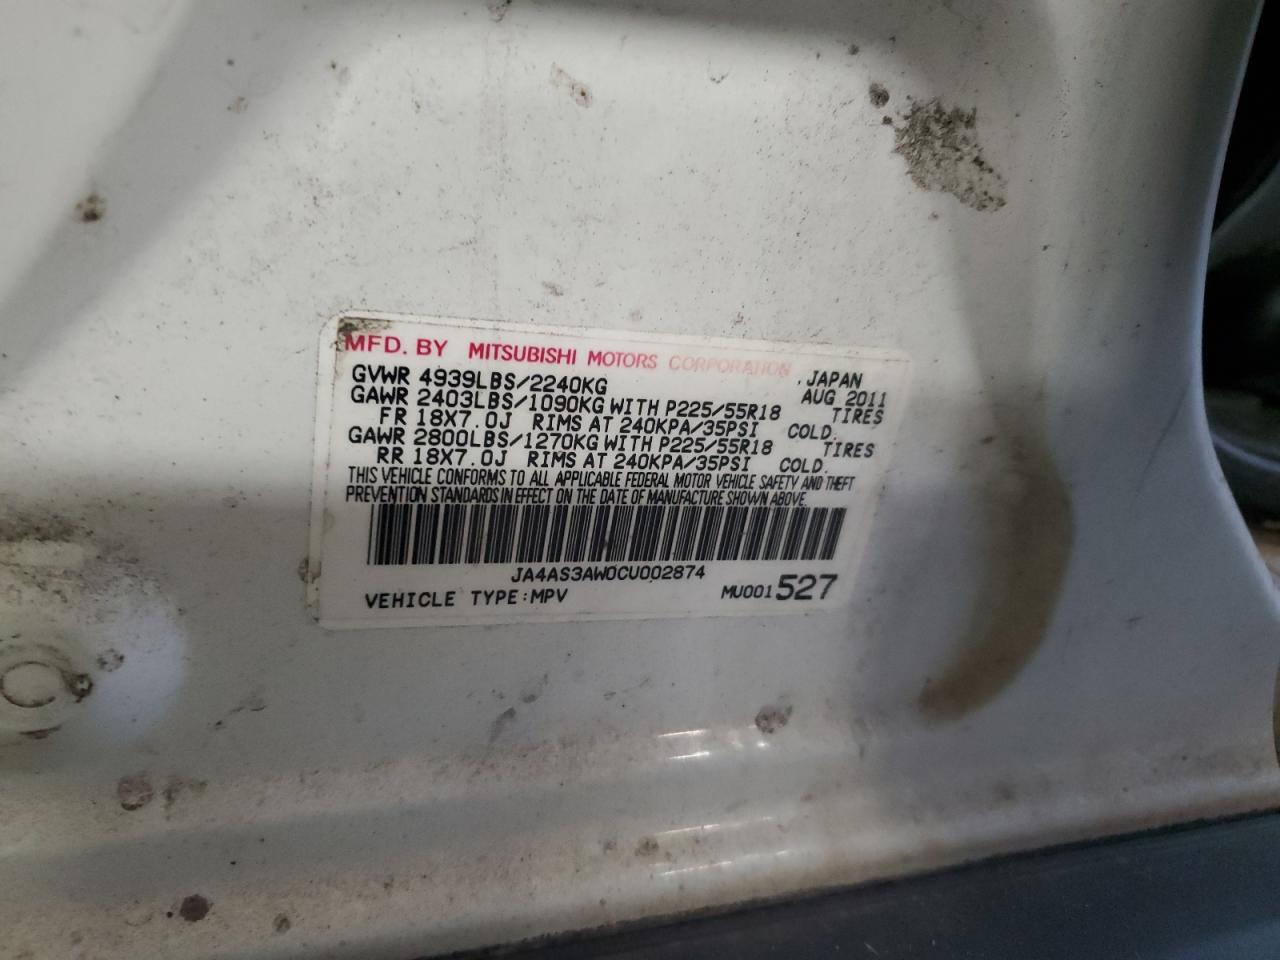 MFD. BY MITSUBISHI MOTORS CORPORATION
GVWR 4939LBS/2240KG . JAPAN
GAWR 2403LBS/1090KG WITH P225/55R18 AUG 2011 TIRES
FR 18X7.0J RIMS AT 240KPA/35PSI COLD.
GAWR 2800LBS/1270KG WITH P225/55R18 TIRES
RR 18X7.0J RIMS AT 240KPA/35PSI COLD.
THIS VEHICLE CONFORMS TO ALL APPLICABLE FEDERAL MOTOR VEHICLE SAFETY AND THEFT
PREVENTION STANDARDS IN EFFECT ON THE DATE OF MANUFACTURE SHOWN ABOVE.
JA4AS3AW0CU002874
VEHICLE TYPE:MPV MU001527